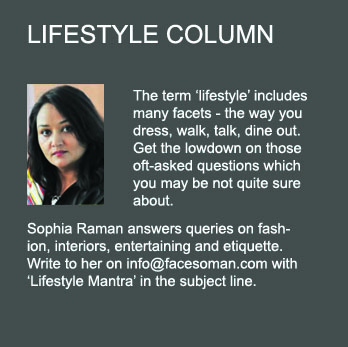 LIFESTYLE COLUMN
The term ‘lifestyle’ includes
many facets - the way you
dress, walk, talk, dine out.
Get the lowdown on those
oft-asked questions which
you may be not quite sure
about.
Sophia Raman answers queries on fash-
ion, interiors, entertaining and etiquette.
Write to her on info@facesoman.com with
‘Lifestyle Mantra’ in the subject line.